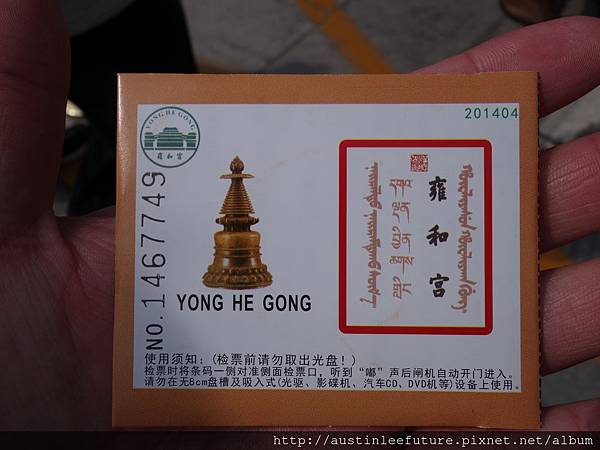 201404
YONG HE GONG
雍和宫
NO.1467749
雍和宫
YONG HE GONG
使用须知：(检票前请勿取出光盘！)
检票时将条码一侧对准侧面检票口，听到“嘟”声后闸机自动开门进入。
请勿在无8cm盘槽及吸入式(光驱、影碟机、汽车CD、DVD机等)设备上使用。
http://austinleefuture.pixnet.net/album